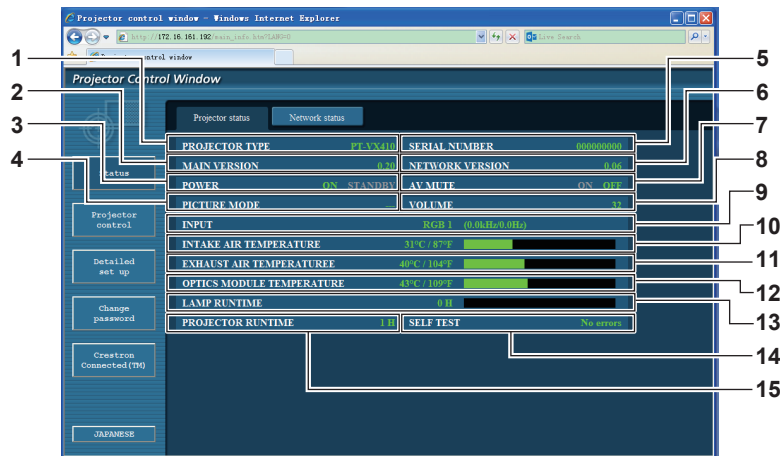 Projector control window - Windows Internet Explorer
http://172.16.161.192/main_info.htm?LANG=0
Live Search
window
Projector Control Window
Projector status
Network status
PROJECTOR TYPE PT-VX410 SERIAL NUMBER 000000000
MAIN VERSION 0.20 NETWORK VERSION 0.06
POWER ON STANDBY AV MUTE ON OFF
PICTURE MODE --- VOLUME 32
INPUT RGB 1 (0.0kHz/0.0Hz)
INTAKE AIR TEMPERATURE 31°C / 87°F
EXHAUST AIR TEMPERATUREE 40°C / 104°F
OPTICS MODULE TEMPERATURE 43°C / 109°F
LAMP RUNTIME 0 H
PROJECTOR RUNTIME 1 H SELF TEST No errors
Status
Projector
control
Detailed
set up
Change
password
Crestron
Connected(TM)
JAPANESE
1
2
3
4
5
6
7
8
9
10
11
12
13
14
15